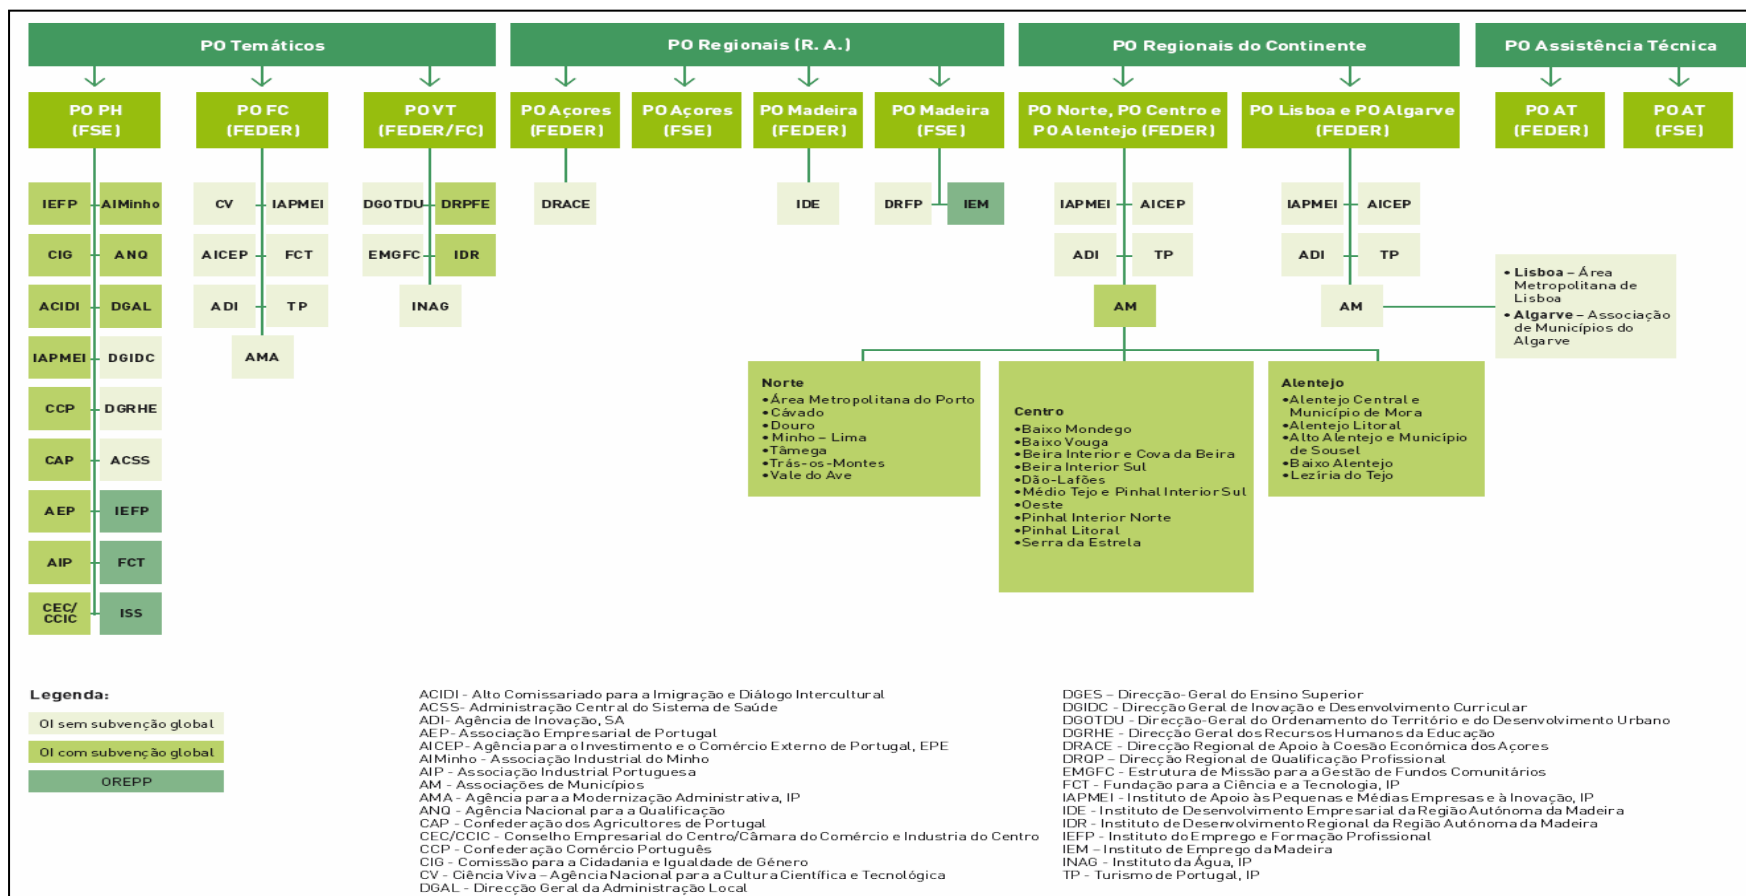 PO Temáticos
PO Regionais (R. A.)
PO Regionais do Continente
PO Assistência Técnica
PO PH
(FSE)
PO FC
(FEDER)
PO VT
(FEDER/FC)
PO Açores
(FEDER)
PO Açores
(FSE)
PO Madeira
(FEDER)
PO Madeira
(FSE)
PO Norte, PO Centro e
PO Alentejo (FEDER)
PO Lisboa e PO Algarve
(FEDER)
PO AT
(FEDER)
PO AT
(FSE)
IEFP
AIMinho
CIG
ANQ
ACIDI
DGAL
IAPMEI
DGIDC
CCP
DGRHE
CAP
ACSS
AEP
IEFP
AIP
FCT
CEC/
CCIC
ISS
CV
IAPMEI
AICEP
FCT
ADI
TP
AMA
DGOTDU
DRPFE
EMGFC
IDR
INAG
DRACE
IDE
DRFP
IEM
IAPMEI
AICEP
ADI
TP
AM
IAPMEI
AICEP
ADI
TP
AM
• Lisboa – Área
Metropolitana de
Lisboa
• Algarve – Associação
de Municípios do
Algarve
Norte
•Área Metropolitana do Porto
•Cávado
•Douro
•Minho – Lima
•Tâmega
•Trás-os-Montes
•Vale do Ave
Centro
•Baixo Mondego
•Baixo Vouga
•Beira Interior e Cova da Beira
•Beira Interior Sul
•Dão-Lafões
•Médio Tejo e Pinhal Interior Sul
•Oeste
•Pinhal Interior Norte
•Pinhal Litoral
•Serra da Estrela
Alentejo
•Alentejo Central e
Município de Mora
•Alentejo Litoral
•Alto Alentejo e Município
de Sousel
•Baixo Alentejo
•Lezíria do Tejo
Legenda:
OI sem subvenção global
OI com subvenção global
OREPP
ACIDI - Alto Comissariado para a Imigração e Diálogo Intercultural
ACSS- Administração Central do Sistema de Saúde
ADI- Agência de Inovação, SA
AEP- Associação Empresarial de Portugal
AICEP- Agência para o Investimento e o Comércio Externo de Portugal, EPE
AIMinho - Associação Industrial do Minho
AIP - Associação Industrial Portuguesa
AM - Associações de Municípios
AMA - Agência para a Modernização Administrativa, IP
ANQ - Agência Nacional para a Qualificação
CAP - Confederação dos Agricultores de Portugal
CEC/CCIC - Conselho Empresarial do Centro/Câmara do Comércio e Industria do Centro
CCP - Confederação Comércio Português
CIG - Comissão para a Cidadania e Igualdade de Género
CV - Ciência Viva – Agência Nacional para a Cultura Científica e Tecnológica
DGAL - Direcção Geral da Administração Local
DGES – Direcção-Geral do Ensino Superior
DGIDC - Direcção Geral de Inovação e Desenvolvimento Curricular
DGOTDU - Direcção-Geral do Ordenamento do Território e do Desenvolvimento Urbano
DGRHE - Direcção Geral dos Recursos Humanos da Educação
DRACE - Direcção Regional de Apoio à Coesão Económica dos Açores
DRQP – Direcção Regional de Qualificação Profissional
EMGFC - Estrutura de Missão para a Gestão de Fundos Comunitários
FCT - Fundação para a Ciência e a Tecnologia, IP
IAPMEI - Instituto de Apoio às Pequenas e Médias Empresas e à Inovação, IP
IDE - Instituto de Desenvolvimento Empresarial da Região Autónoma da Madeira
IDR - Instituto de Desenvolvimento Regional da Região Autónoma da Madeira
IEFP - Instituto do Emprego e Formação Profissional
IEM – Instituto de Emprego da Madeira
INAG - Instituto da Água, IP
TP - Turismo de Portugal, IP